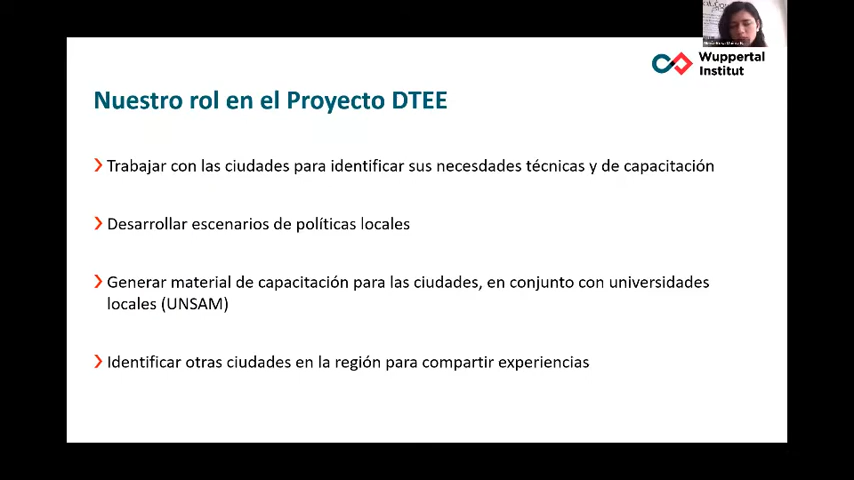 Wuppertal
Institut
Nuestro rol en el Proyecto DTEE
Trabajar con las ciudades para identificar sus necesdades técnicas y de capacitación
Desarrollar escenarios de políticas locales
Generar material de capacitación para las ciudades, en conjunto con universidades
locales (UNSAM)
Identificar otras ciudades en la región para compartir experiencias